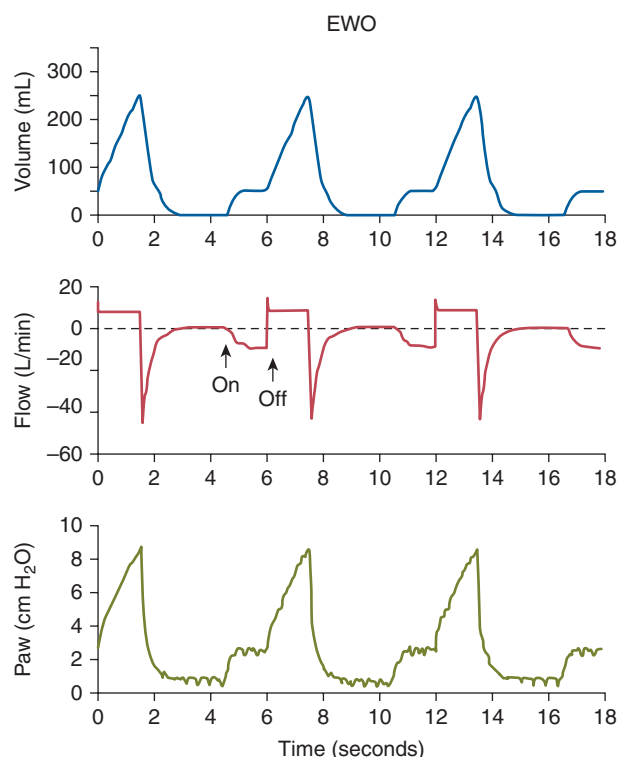 EWO
Volume (mL)
300
200
100
0
0 2 4 6 8 10 12 14 16 18
Flow (L/min)
20
0
−20
−40
−60
On
Off
0 2 4 6 8 10 12 14 16 18
Paw (cm H₂O)
10
8
6
4
2
0
0 2 4 6 8 10 12 14 16 18
Time (seconds)